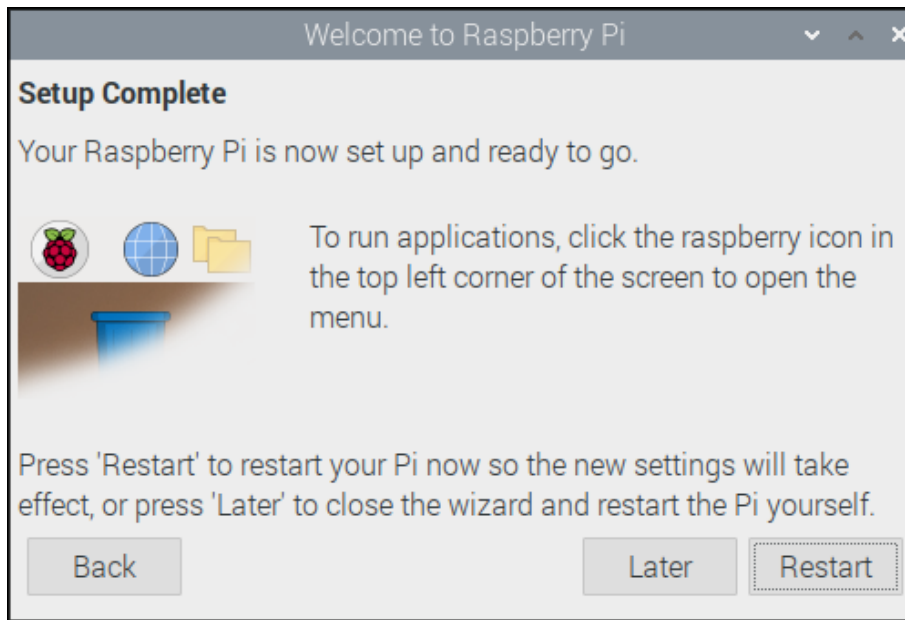 Welcome to Raspberry Pi
Setup Complete
Your Raspberry Pi is now set up and ready to go.
To run applications, click the raspberry icon in
the top left corner of the screen to open the
menu.
Press 'Restart' to restart your Pi now so the new settings will take
effect, or press 'Later' to close the wizard and restart the Pi yourself.
Back Later Restart